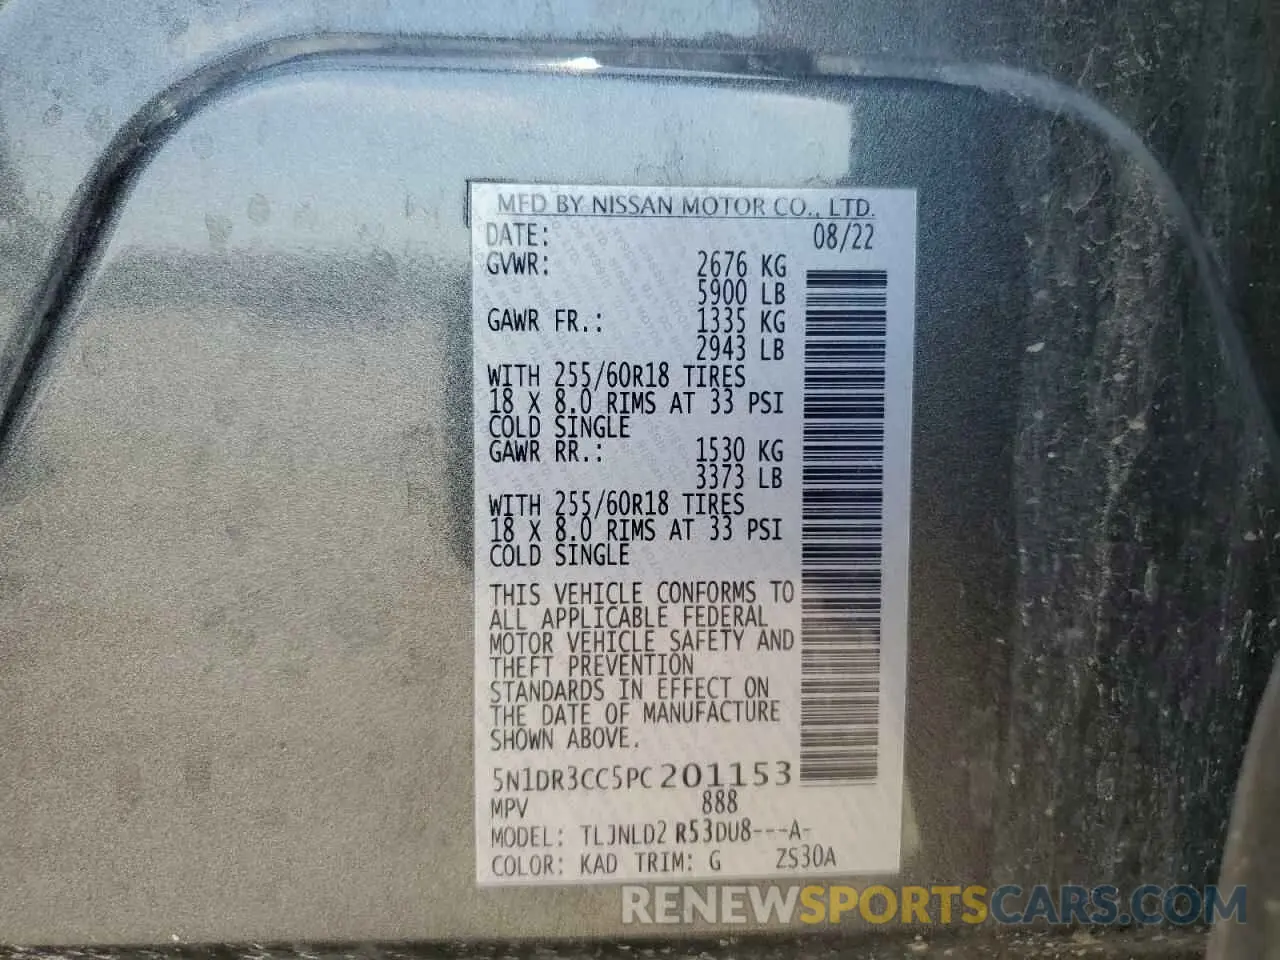 MFD BY NISSAN MOTOR CO., LTD.
DATE: 08/22
GVWR: 2676 KG
5900 LB
GAWR FR.: 1335 KG
2943 LB
WITH 255/60R18 TIRES
18 X 8.0 RIMS AT 33 PSI
COLD SINGLE
GAWR RR.: 1530 KG
3373 LB
WITH 255/60R18 TIRES
18 X 8.0 RIMS AT 33 PSI
COLD SINGLE
THIS VEHICLE CONFORMS TO
ALL APPLICABLE FEDERAL
MOTOR VEHICLE SAFETY AND
THEFT PREVENTION
STANDARDS IN EFFECT ON
THE DATE OF MANUFACTURE
SHOWN ABOVE.
5N1DR3CC5PC201153
MPV 888
MODEL: TLJNLD2 R53DU8---A-
COLOR: KAD TRIM: G ZS30A
RENEWSPORTSCARS.COM